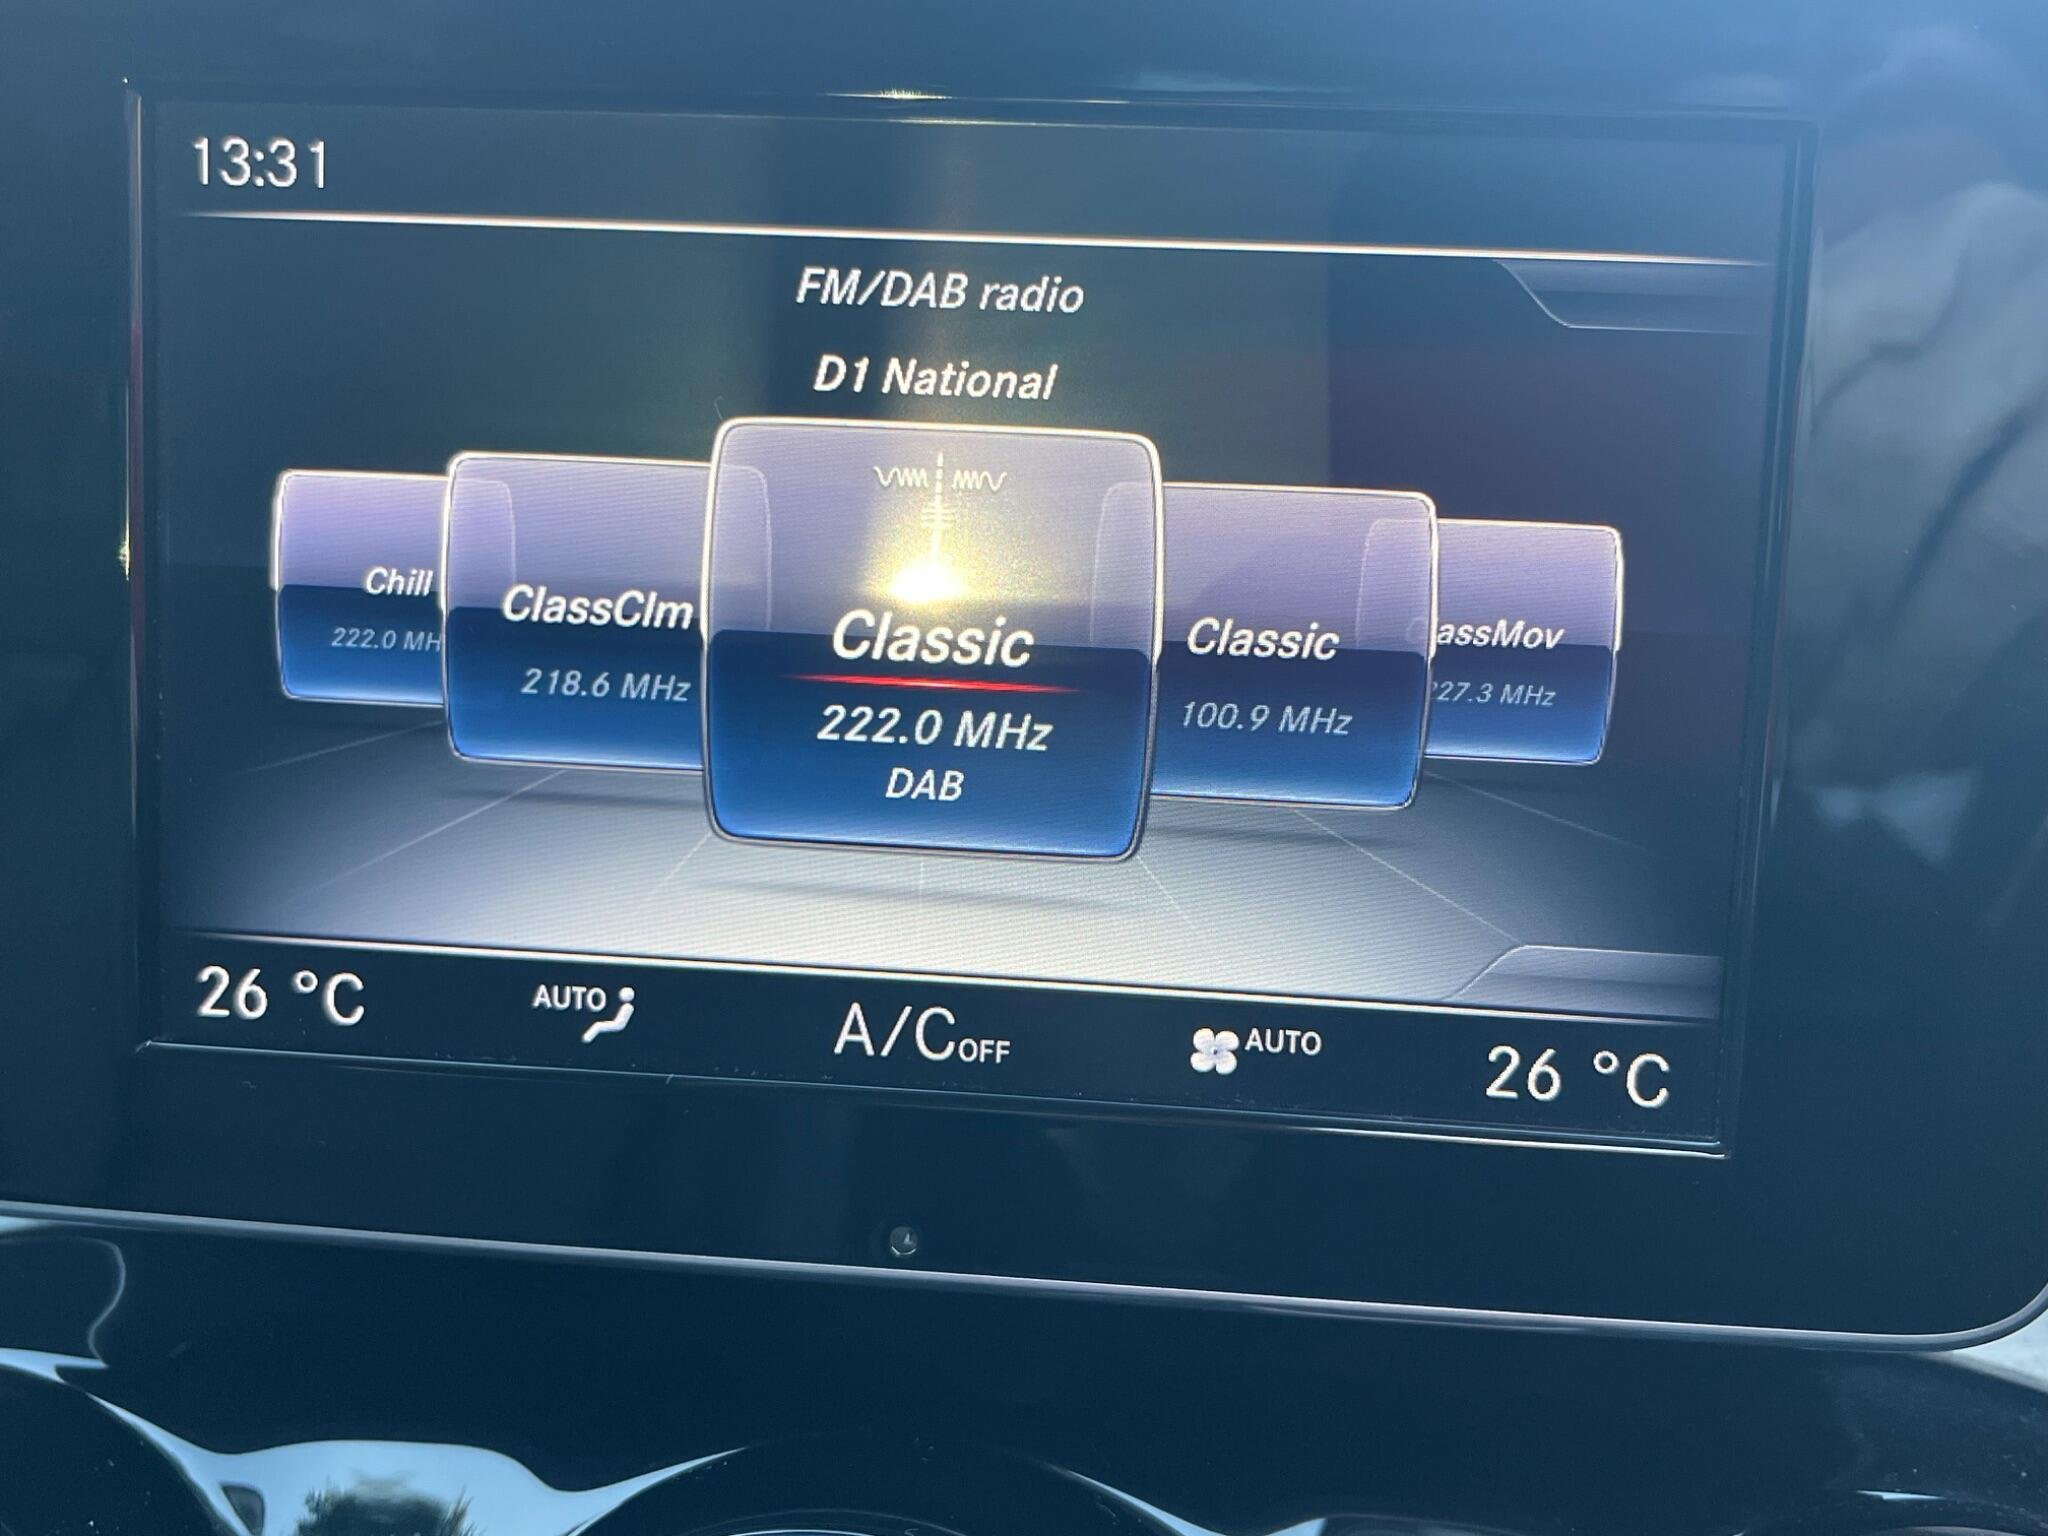 13:31
FM/DAB radio
D1 National
Chill
222.0 MH
ClassClm
218.6 MHz
Classic
222.0 MHz
DAB
Classic
100.9 MHz
assMov
27.3 MHz
26 °C
AUTO
A/C OFF
AUTO
26 °C